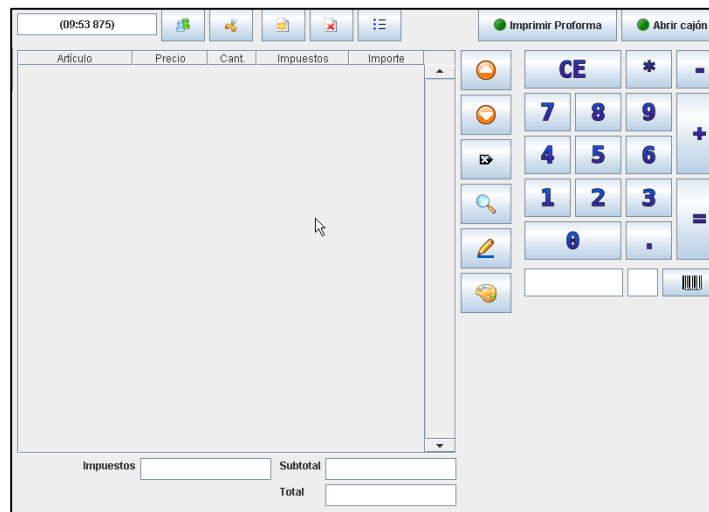 (09:53 875)
Imprimir Proforma
Abrir cajón
Artículo Precio Cant. Impuestos Importe
CE * -
7 8 9
+
4 5 6
1 2 3
=
0 .
Impuestos
Subtotal
Total